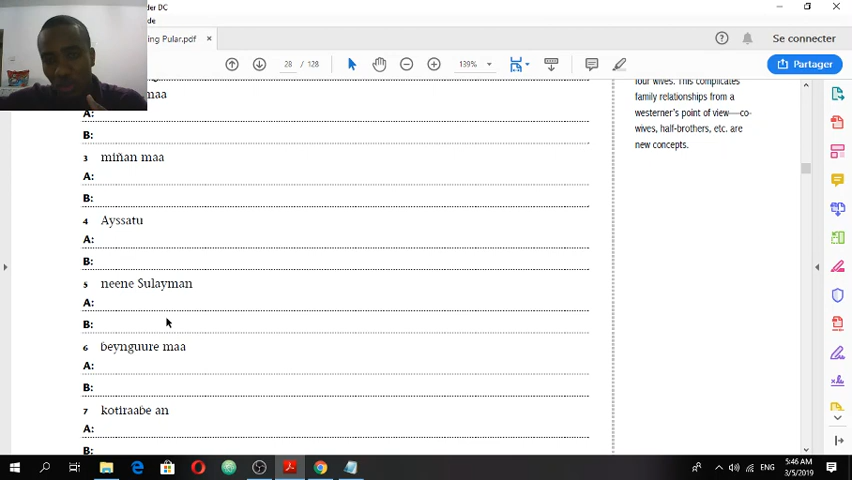 der DC
de
ing Pular.pdf
Se connecter
28 / 128
139%
Partager
maa
A:
B:
3 miñan maa
A:
B:
4 Ayssatu
A:
B:
5 neene Sulayman
A:
B:
6 ɓeynguure maa
A:
B:
7 kotiraaɓe an
A:
B:
four wives. This complicates
family relationships from a
westerner's point of view—co-
wives, half-brothers, etc. are
new concepts.
ENG
5:46 AM
3/5/2019